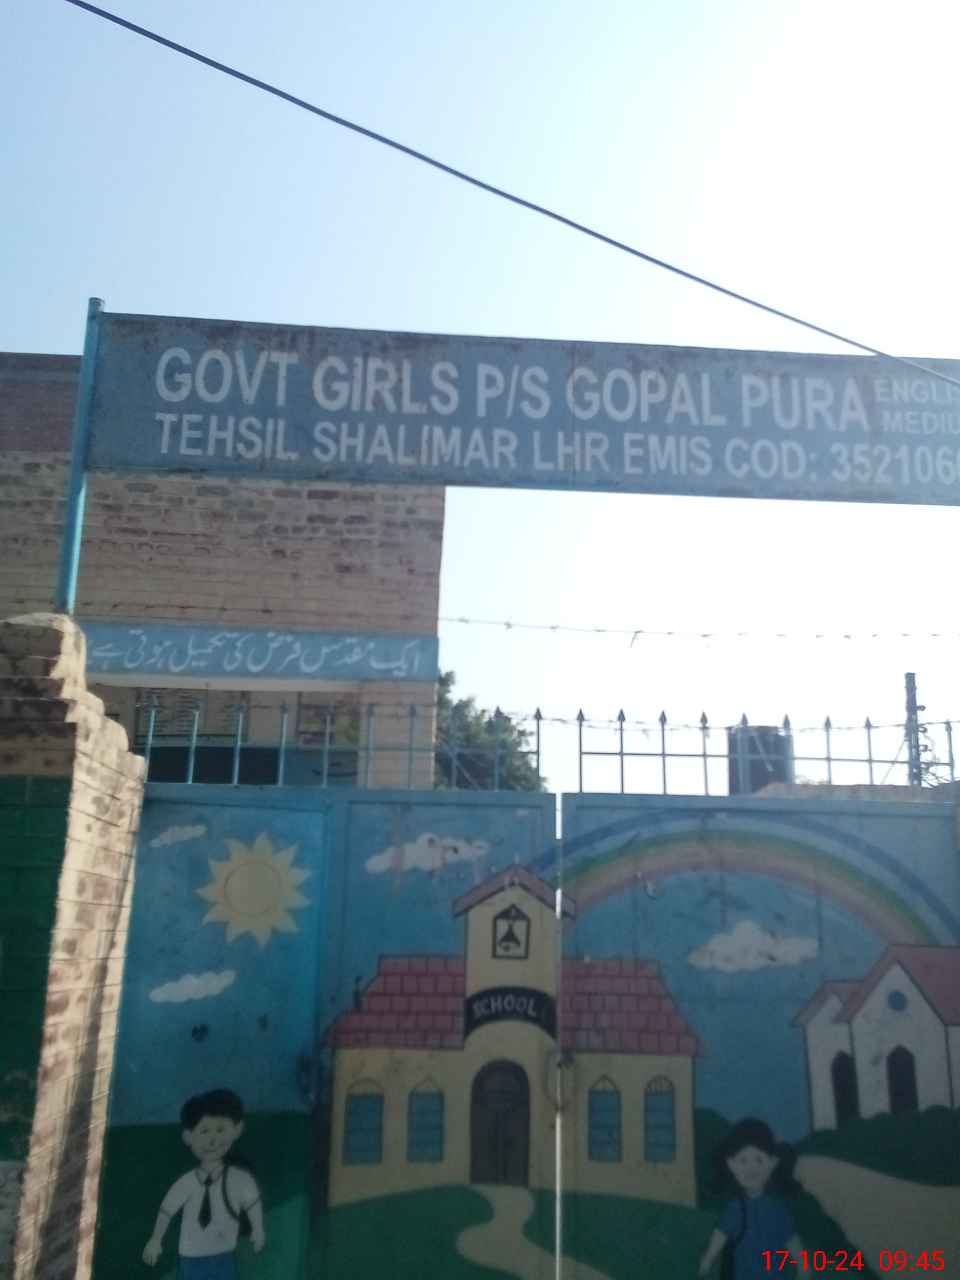 GOVT GIRLS P/S GOPAL PURA
MEDIU
TEHSIL SHALIMAR LHR EMIS COD: 352106
ایک مقدس فرض کی تکمیل ہوتی ہے
SCHOOL
17-10-24 09:45